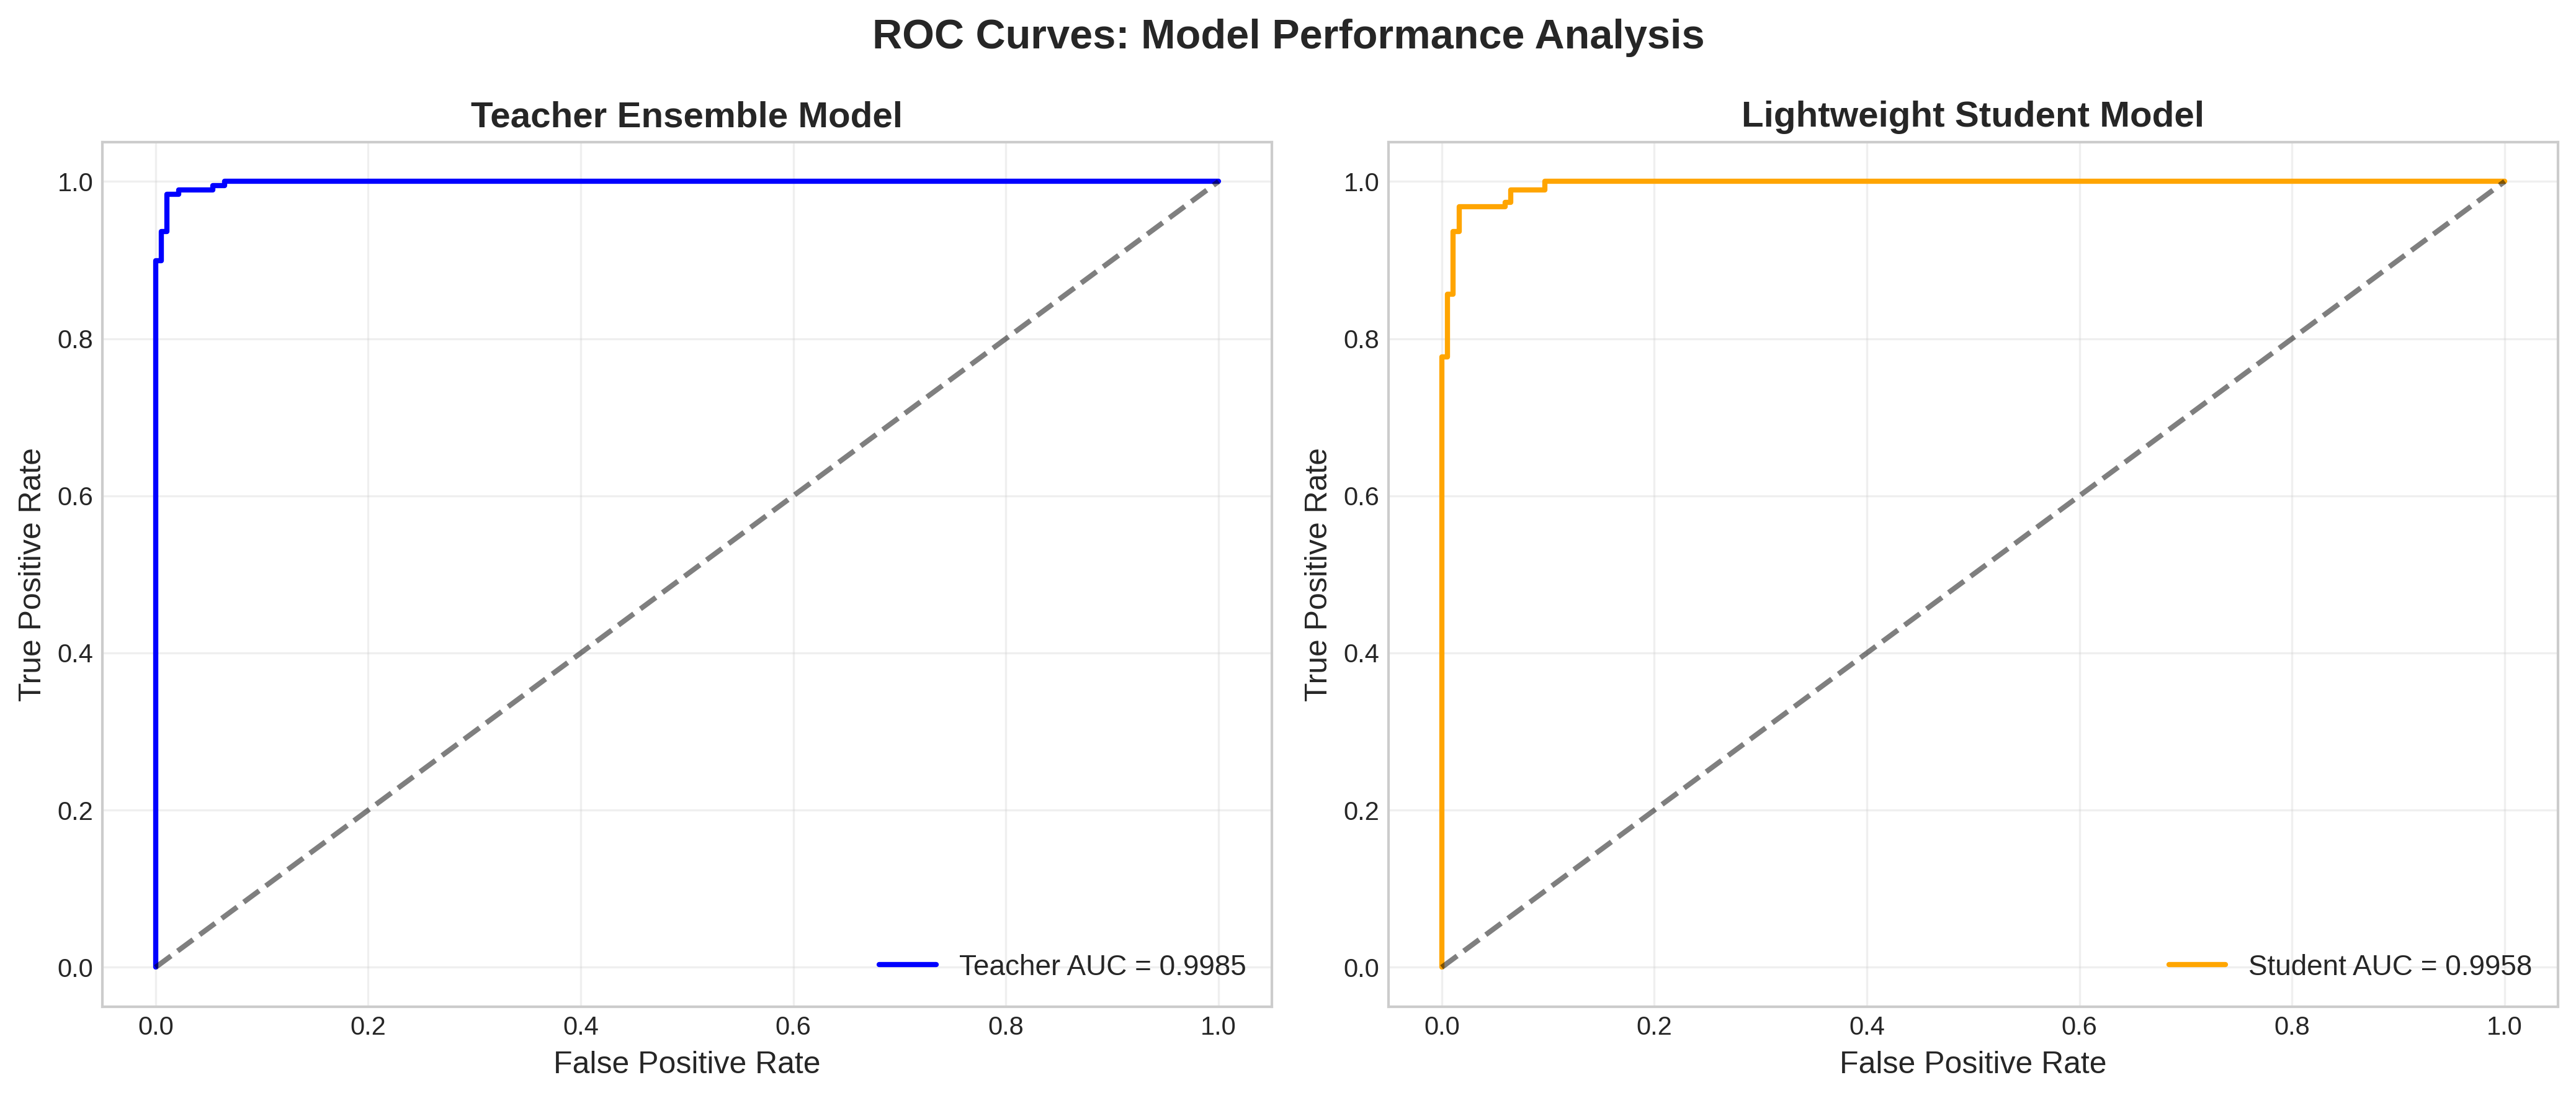 ROC Curves: Model Performance Analysis
Teacher Ensemble Model
True Positive Rate
1.0
0.8
0.6
0.4
0.2
0.0
Teacher AUC = 0.9985
0.0 0.2 0.4 0.6 0.8 1.0
False Positive Rate
Lightweight Student Model
True Positive Rate
1.0
0.8
0.6
0.4
0.2
0.0
Student AUC = 0.9958
0.0 0.2 0.4 0.6 0.8 1.0
False Positive Rate